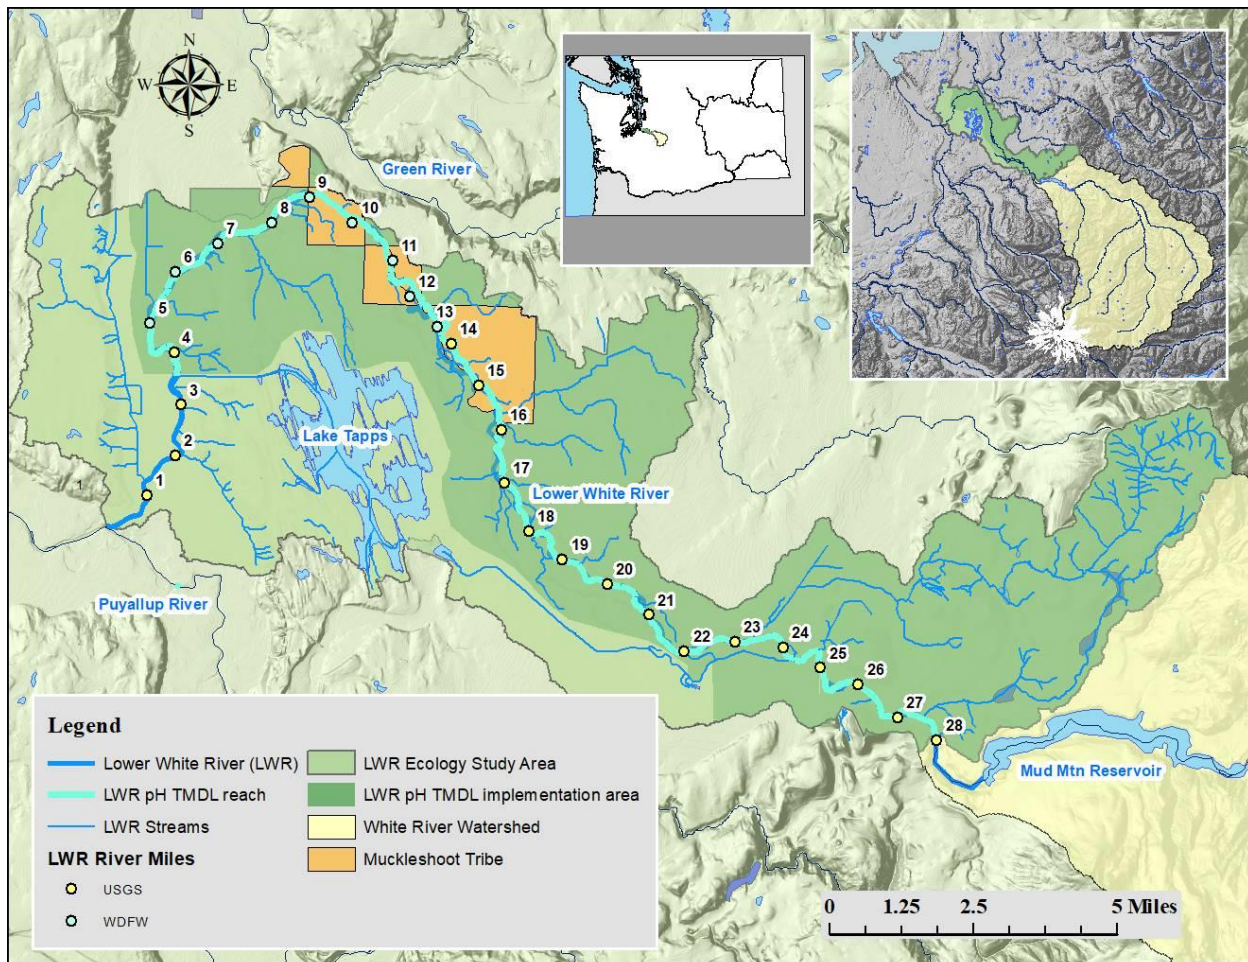 N
W
E
S
Green River
9
8
10
7
11
6
12
5
13
14
4
15
3
16
Lake Tapps
2
17
Lower White River
1
1
18
19
20
Puyallup River
21
22
23
24
25
26
27
28
Mud Mtn Reservoir
Legend
Lower White River (LWR)
LWR Ecology Study Area
LWR pH TMDL reach
LWR pH TMDL implementation area
LWR Streams
White River Watershed
LWR River Miles
Muckleshoot Tribe
USGS
WDFW
0 1.25 2.5 5 Miles